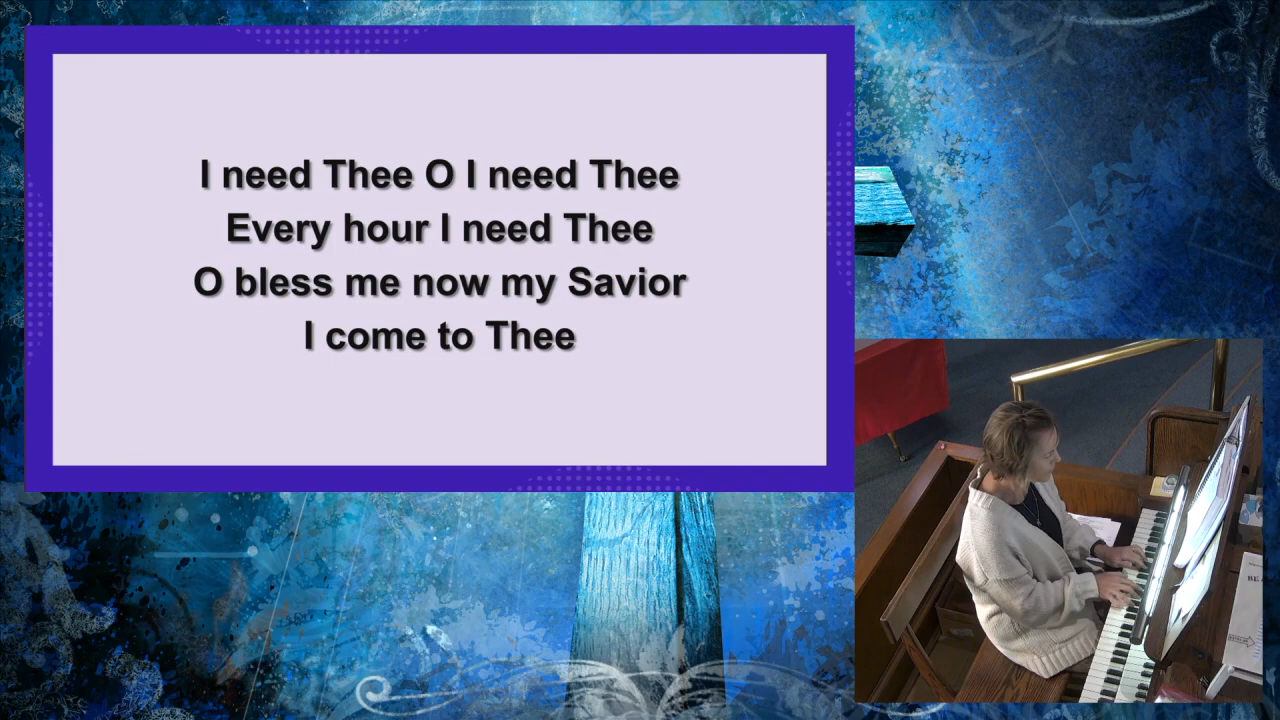 I need Thee O I need Thee
Every hour I need Thee
O bless me now my Savior
I come to Thee